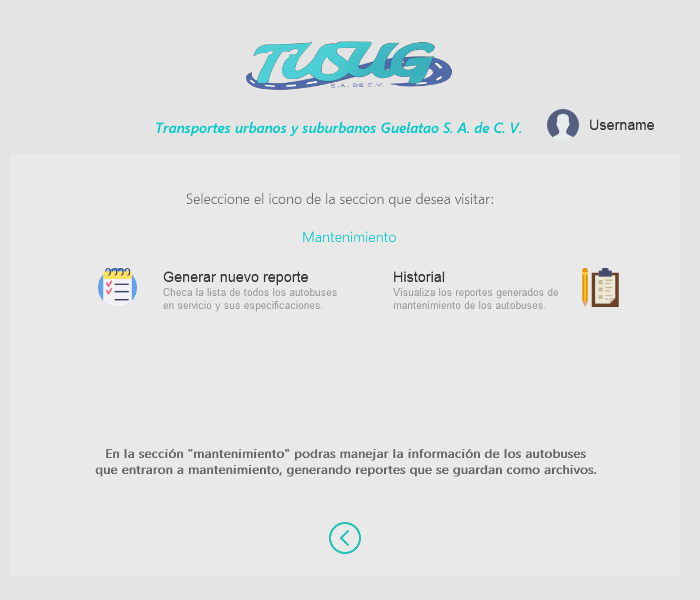 TUSUG
S.A. DE C.V.
Transportes urbanos y suburbanos Guelatao S. A. de C. V.
Username
Seleccione el icono de la seccion que desea visitar:
Mantenimiento
Generar nuevo reporte
Checa la lista de todos los autobuses
en servicio y sus especificaciones.
Historial
Visualiza los reportes generados de
mantenimiento de los autobuses.
En la sección "mantenimiento" podras manejar la información de los autobuses
que entraron a mantenimiento, generando reportes que se guardan como archivos.